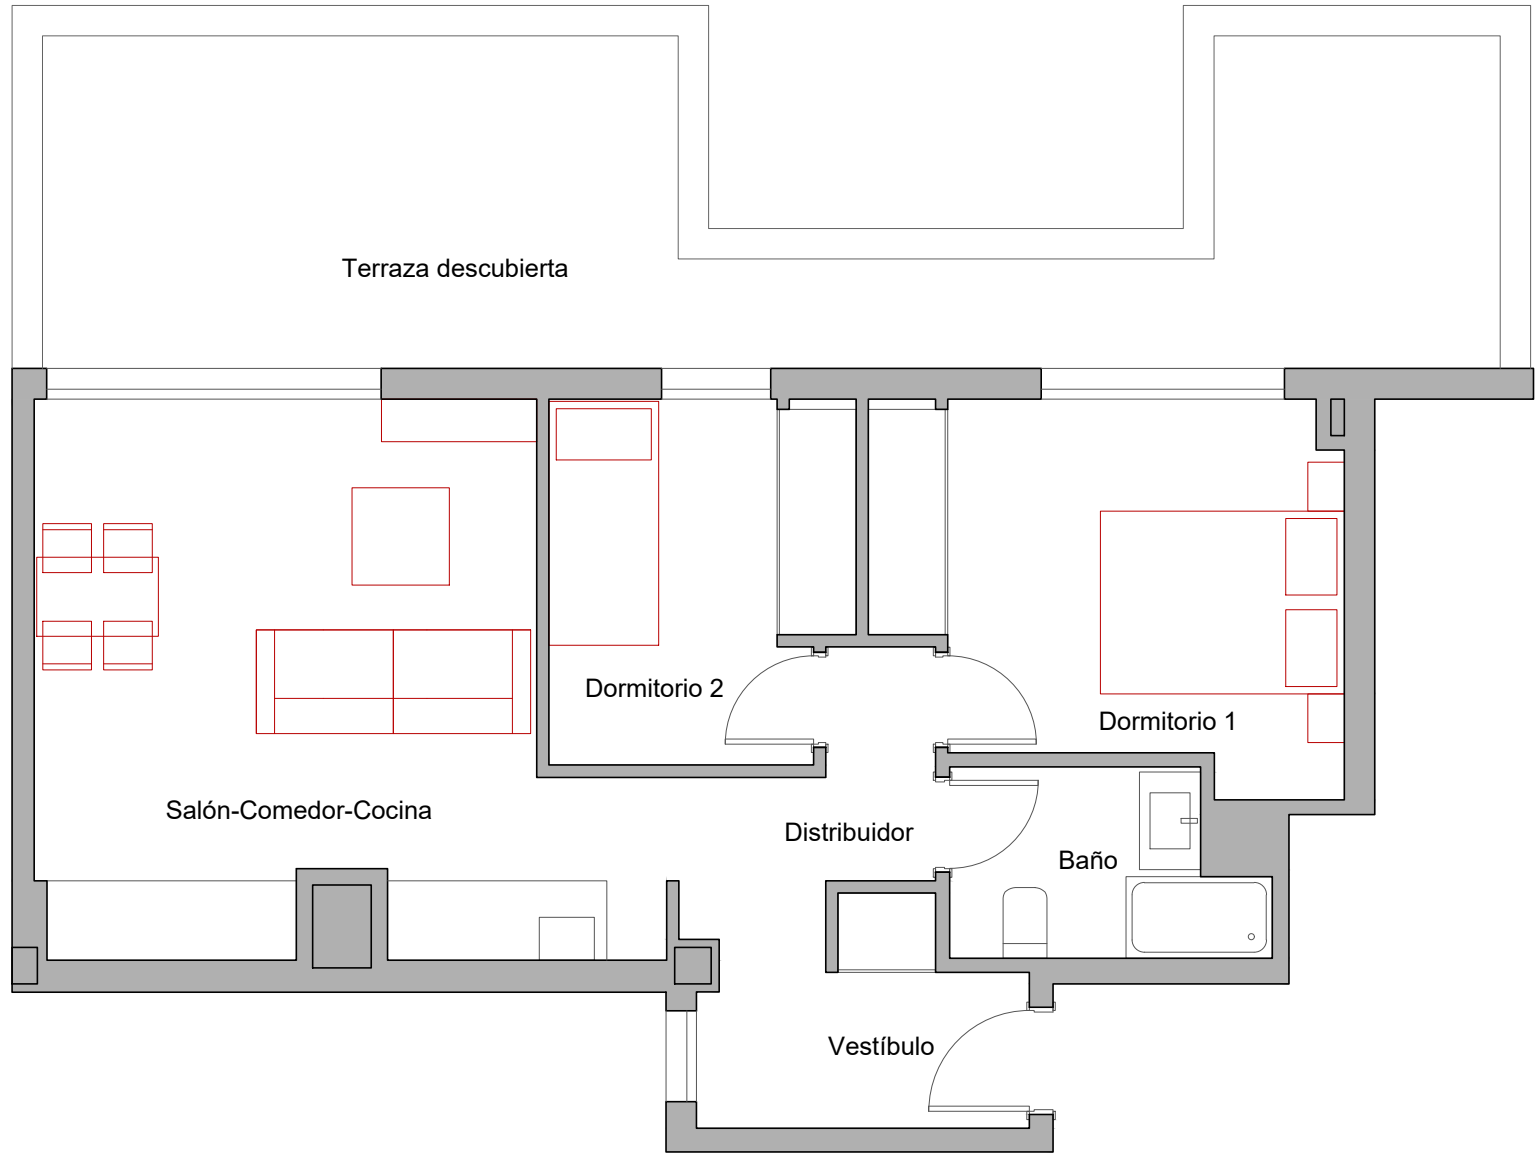 Terraza descubierta
Dormitorio 2
Dormitorio 1
Salón-Comedor-Cocina
Distribuidor
Baño
Vestíbulo